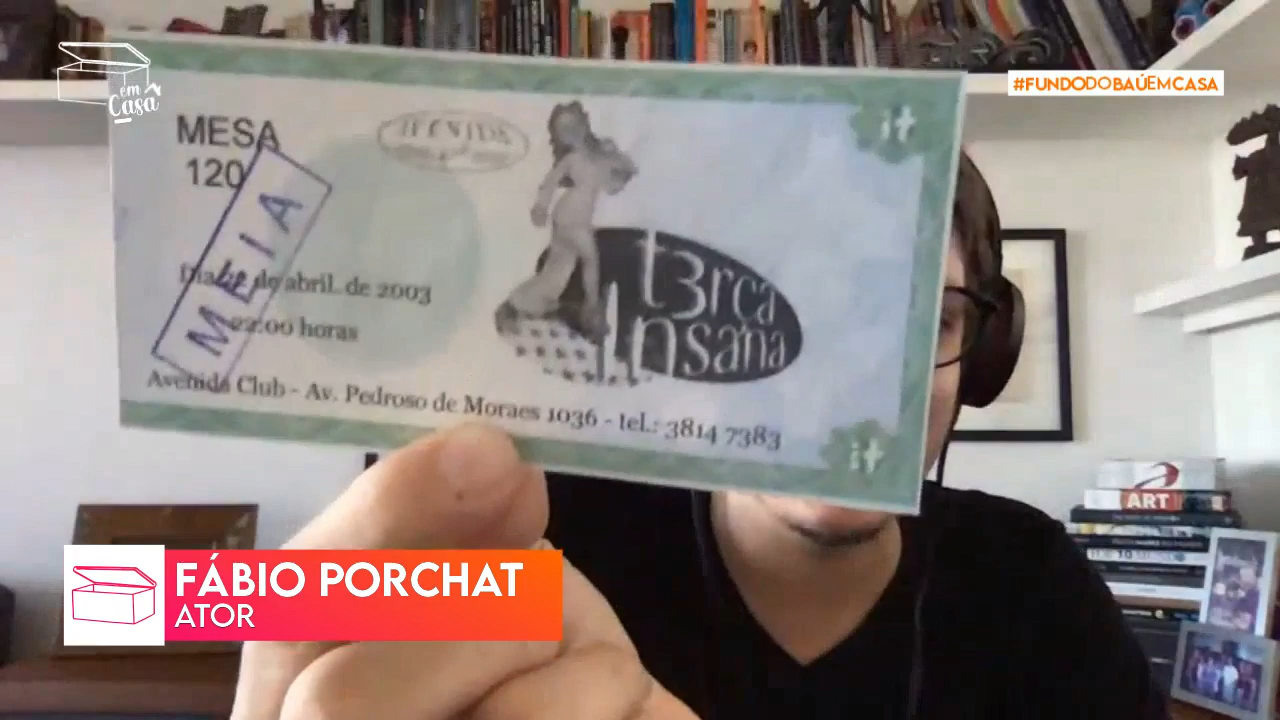 em
Casa
#FUNDODOBAÚEMCASA
MESA
120
AVENIDA
it
t3rça
insana
MEIA
de abril. de 2003
22:00 horas
Avenida Club - Av. Pedroso de Moraes 1036 - tel.: 3814 7383
it
ART
FÁBIO PORCHAT
ATOR